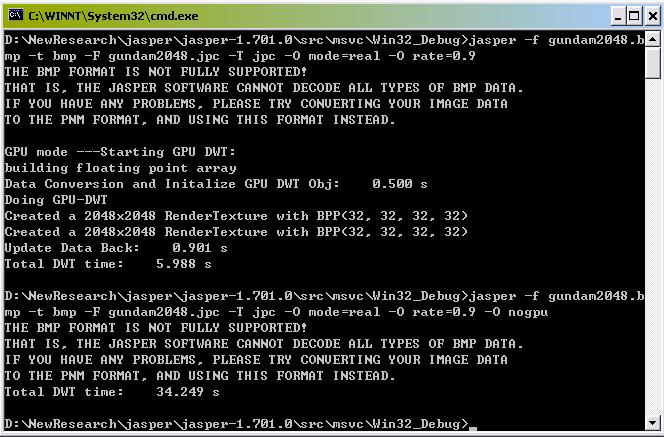 C:\WINNT\System32\cmd.exe
D:\NewResearch\jasper\jasper-1.701.0\src\msvc\Win32_Debug>jasper -f gundam2048.b
mp -t bmp -F gundam2048.jpc -T jpc -O mode=real -O rate=0.9
THE BMP FORMAT IS NOT FULLY SUPPORTED!
THAT IS, THE JASPER SOFTWARE CANNOT DECODE ALL TYPES OF BMP DATA.
IF YOU HAVE ANY PROBLEMS, PLEASE TRY CONVERTING YOUR IMAGE DATA
TO THE PNM FORMAT, AND USING THIS FORMAT INSTEAD.
GPU mode ---Starting GPU DWT:
building floating point array
Data Conversion and Initalize GPU DWT Obj:    0.500 s
Doing GPU-DWT
Created a 2048x2048 RenderTexture with BPP(32, 32, 32, 32)
Created a 2048x2048 RenderTexture with BPP(32, 32, 32, 32)
Update Data Back:    0.901 s
Total DWT time:    5.988 s
D:\NewResearch\jasper\jasper-1.701.0\src\msvc\Win32_Debug>jasper -f gundam2048.b
mp -t bmp -F gundam2048.jpc -T jpc -O mode=real -O rate=0.9 -O nogpu
THE BMP FORMAT IS NOT FULLY SUPPORTED!
THAT IS, THE JASPER SOFTWARE CANNOT DECODE ALL TYPES OF BMP DATA.
IF YOU HAVE ANY PROBLEMS, PLEASE TRY CONVERTING YOUR IMAGE DATA
TO THE PNM FORMAT, AND USING THIS FORMAT INSTEAD.
Total DWT time:    34.249 s
D:\NewResearch\jasper\jasper-1.701.0\src\msvc\Win32_Debug>_